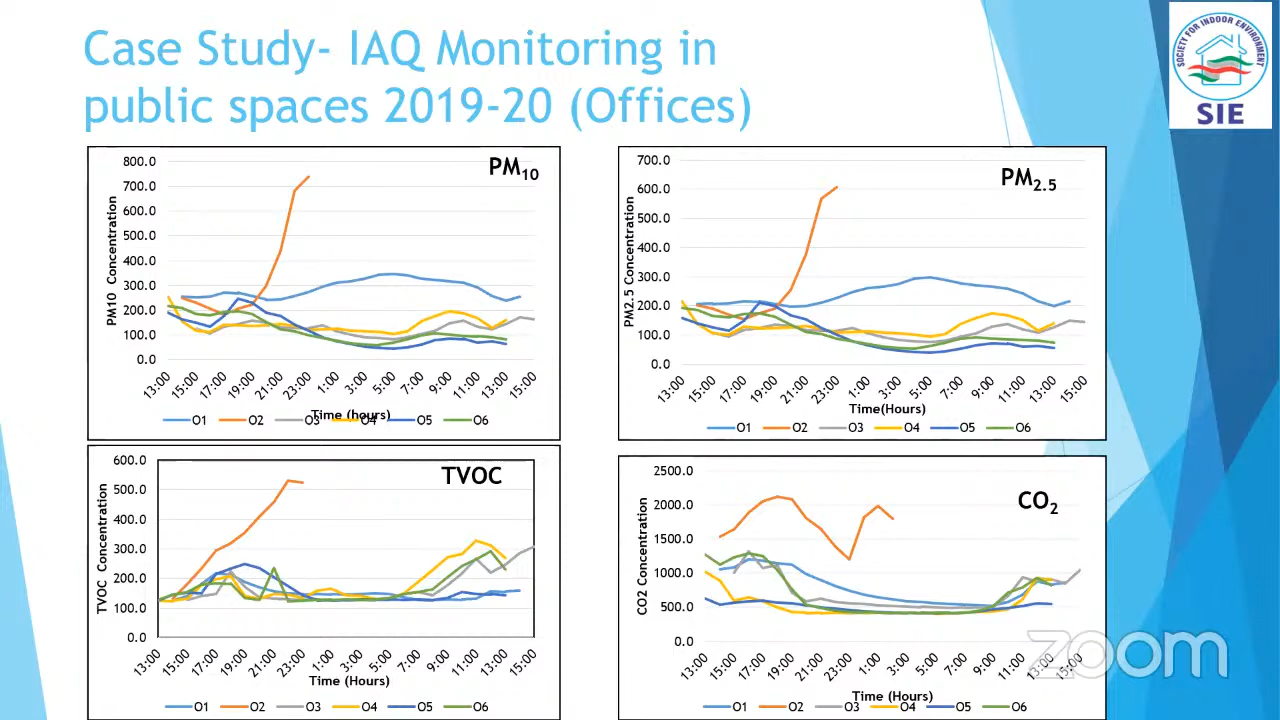 Case Study- IAQ Monitoring in
public spaces 2019-20 (Offices)
SOCIETY FOR INDOOR ENVIRONMENT
SIE
PM10
PM10 Concentration
800.0
700.0
600.0
500.0
400.0
300.0
200.0
100.0
0.0
13:00 15:00 17:00 19:00 21:00 23:00 1:00 3:00 5:00 7:00 9:00 11:00 13:00 15:00
Time (hours)
O1 O2 O3 O4 O5 O6
PM2.5
PM2.5 Concentration
700.0
600.0
500.0
400.0
300.0
200.0
100.0
0.0
13:00 15:00 17:00 19:00 21:00 23:00 1:00 3:00 5:00 7:00 9:00 11:00 13:00 15:00
Time(Hours)
O1 O2 O3 O4 O5 O6
TVOC
TVOC Concentration
600.0
500.0
400.0
300.0
200.0
100.0
0.0
13:00 15:00 17:00 19:00 21:00 23:00 1:00 3:00 5:00 7:00 9:00 11:00 13:00 15:00
Time (Hours)
O1 O2 O3 O4 O5 O6
CO2
CO2 Concentration
2500.0
2000.0
1500.0
1000.0
500.0
0.0
13:00 15:00 17:00 19:00 21:00 23:00 1:00 3:00 5:00 7:00 9:00 11:00 13:00 15:00
Time (Hours)
O1 O2 O3 O4 O5 O6
zoom